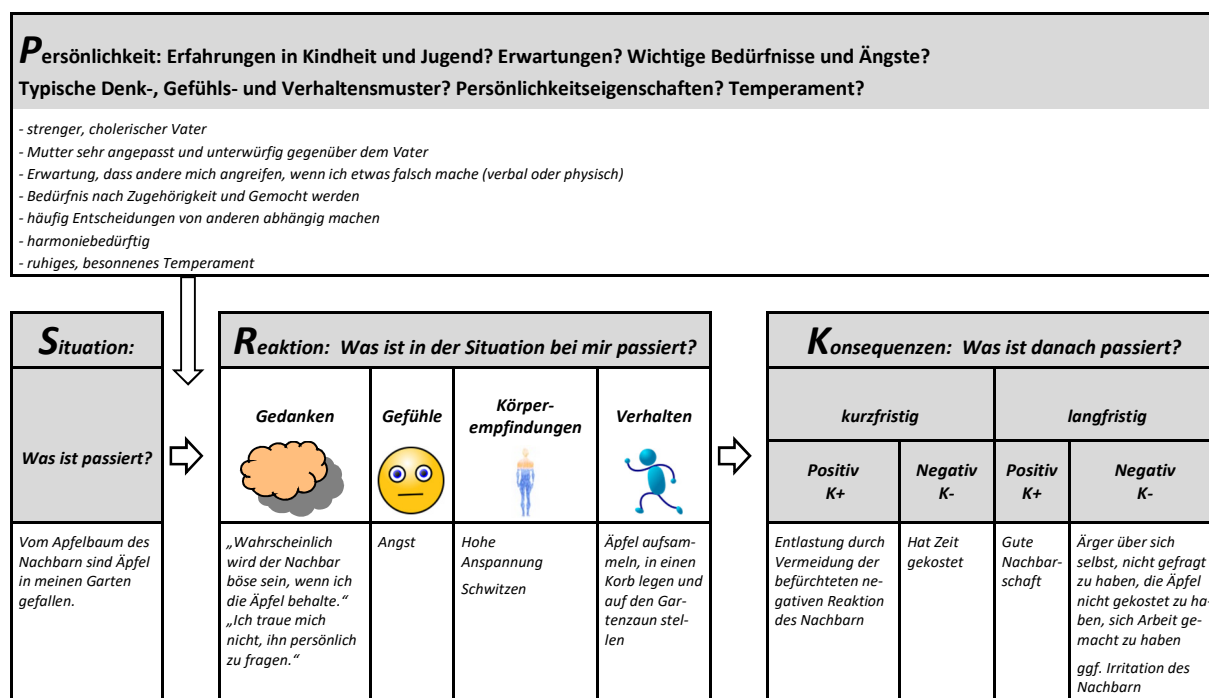 Persönlichkeit: Erfahrungen in Kindheit und Jugend? Erwartungen? Wichtige Bedürfnisse und Ängste?
Typische Denk-, Gefühls- und Verhaltensmuster? Persönlichkeitseigenschaften? Temperament?
- strenger, cholerischer Vater
- Mutter sehr angepasst und unterwürfig gegenüber dem Vater
- Erwartung, dass andere mich angreifen, wenn ich etwas falsch mache (verbal oder physisch)
- Bedürfnis nach Zugehörigkeit und Gemocht werden
- häufig Entscheidungen von anderen abhängig machen
- harmoniebedürftig
- ruhiges, besonnenes Temperament
Situation:
Was ist passiert?
Vom Apfelbaum des
Nachbarn sind Äpfel
in meinen Garten
gefallen.
Reaktion: Was ist in der Situation bei mir passiert?
Gedanken
„Wahrscheinlich
wird der Nachbar
böse sein, wenn ich
die Äpfel behalte.“
„Ich traue mich
nicht, ihn persönlich
zu fragen.“
Gefühle
Angst
Körper-
empfindungen
Hohe
Anspannung
Schwitzen
Verhalten
Äpfel aufsam-
meln, in einen
Korb legen und
auf den Gar-
tenzaun stel-
len
Konsequenzen: Was ist danach passiert?
kurzfristig
Positiv
K+
Entlastung durch
Vermeidung der
befürchteten ne-
gativen Reaktion
des Nachbarn
Negativ
K-
Hat Zeit
gekostet
langfristig
Positiv
K+
Gute
Nachbar-
schaft
Negativ
K-
Ärger über sich
selbst, nicht gefragt
zu haben, die Äpfel
nicht gekostet zu ha-
ben, sich Arbeit ge-
macht zu haben
ggf. Irritation des
Nachbarn